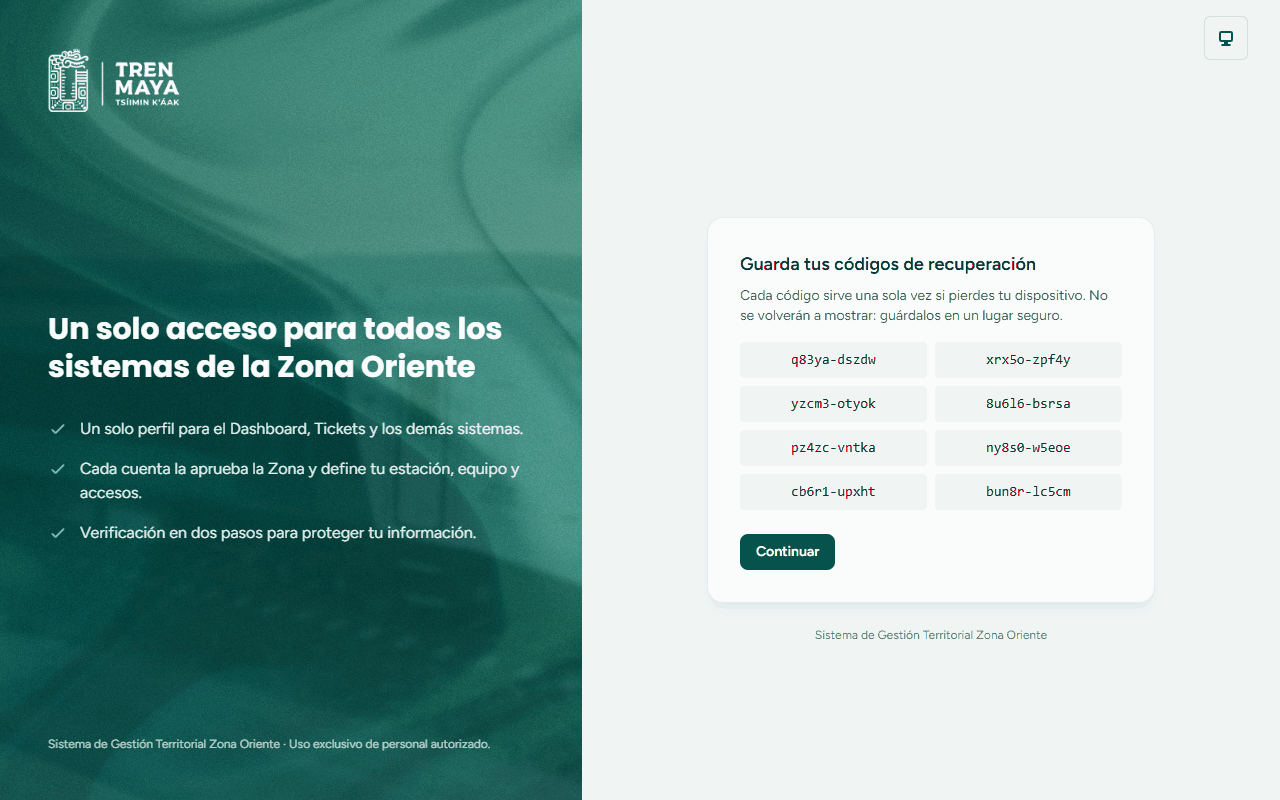 TREN
MAYA
TSÍIMIN K'ÁAK
Un solo acceso para todos los
sistemas de la Zona Oriente
Un solo perfil para el Dashboard, Tickets y los demás sistemas.
Cada cuenta la aprueba la Zona y define tu estación, equipo y
accesos.
Verificación en dos pasos para proteger tu información.
Sistema de Gestión Territorial Zona Oriente · Uso exclusivo de personal autorizado.
Guarda tus códigos de recuperación
Cada código sirve una sola vez si pierdes tu dispositivo. No
se volverán a mostrar: guárdalos en un lugar seguro.
q83ya-dszdw
xrx5o-zpf4y
yzcm3-otyok
8u6l6-bsrsa
pz4zc-vntka
ny8s0-w5eoe
cb6r1-upxht
bun8r-lc5cm
Continuar
Sistema de Gestión Territorial Zona Oriente